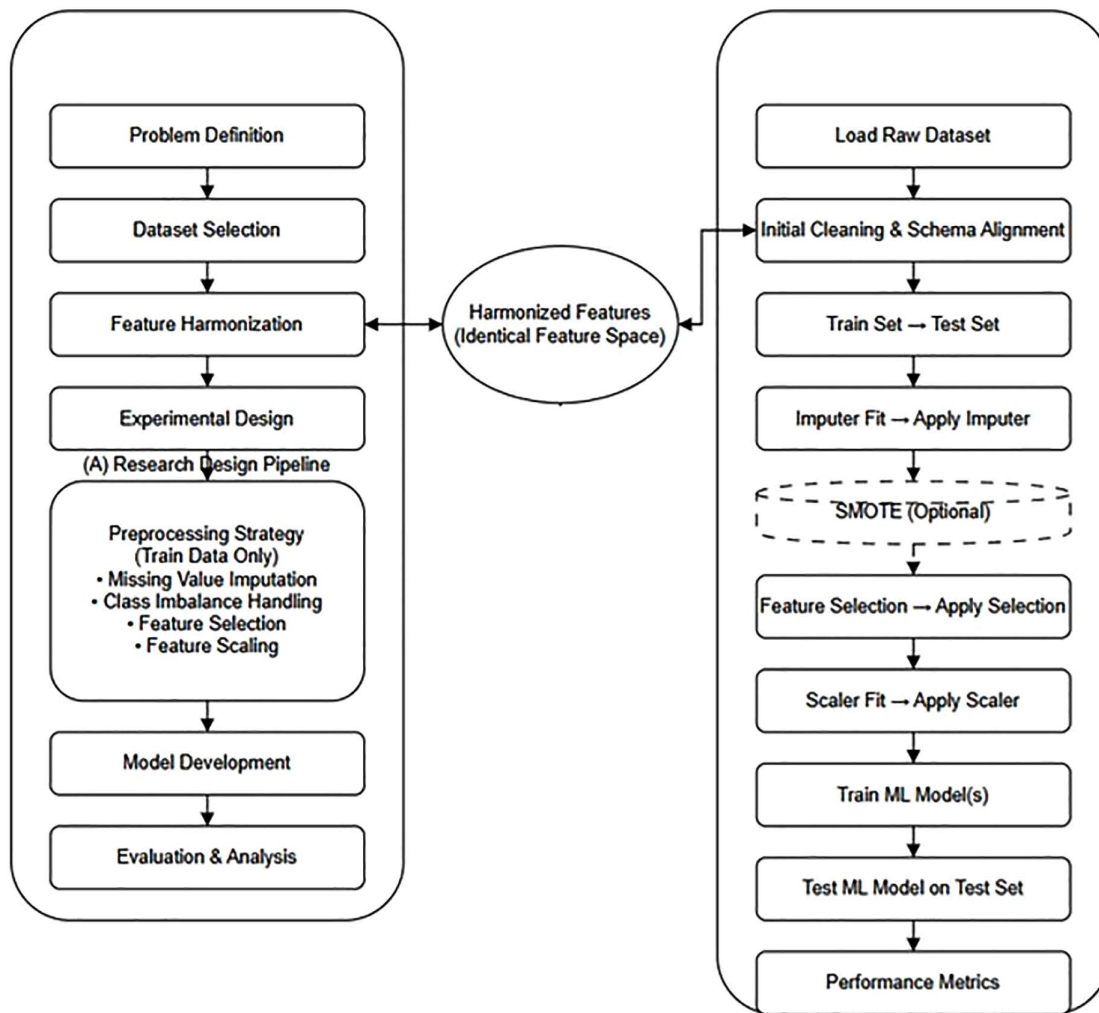 Problem Definition
Dataset Selection
Feature Harmonization
Experimental Design
(A) Research Design Pipeline
Preprocessing Strategy
(Train Data Only)
• Missing Value Imputation
• Class Imbalance Handling
• Feature Selection
• Feature Scaling
Model Development
Evaluation & Analysis
Harmonized Features
(Identical Feature Space)
Load Raw Dataset
Initial Cleaning & Schema Alignment
Train Set → Test Set
Imputer Fit → Apply Imputer
SMOTE (Optional)
Feature Selection → Apply Selection
Scaler Fit → Apply Scaler
Train ML Model(s)
Test ML Model on Test Set
Performance Metrics